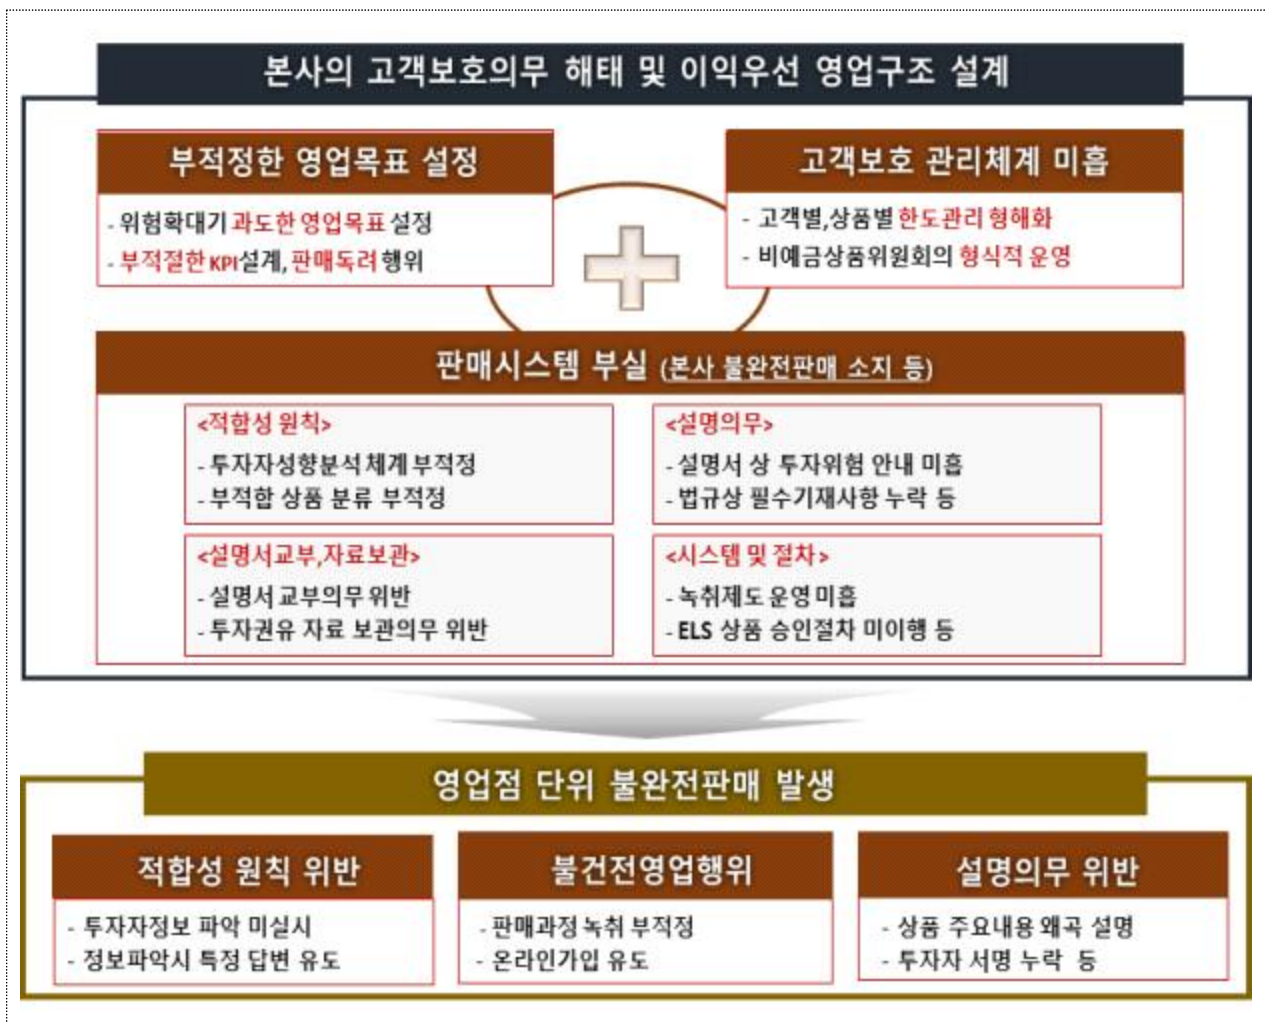 본사의 고객보호의무 해태 및 이익우선 영업구조 설계
부적정한 영업목표 설정
- 위험확대기 과도한 영업목표 설정
- 부적절한 KPI설계, 판매독려 행위
고객보호 관리체계 미흡
- 고객별,상품별 한도관리 형해화
- 비예금상품위원회의 형식적 운영
판매시스템 부실 (본사 불완전판매 소지 등)
<적합성 원칙>
- 투자자성향분석 체계 부적정
- 부적합 상품 분류 부적정
<설명의무>
- 설명서 상 투자위험 안내 미흡
- 법규상 필수기재사항 누락 등
<설명서교부,자료보관>
- 설명서 교부의무 위반
- 투자권유 자료 보관의무 위반
<시스템 및 절차>
- 녹취제도 운영 미흡
- ELS 상품 승인절차 미이행 등
영업점 단위 불완전판매 발생
적합성 원칙 위반
- 투자자정보 파악 미실시
- 정보파악시 특정 답변 유도
불건전영업행위
- 판매과정 녹취 부적정
- 온라인가입 유도
설명의무 위반
- 상품 주요내용 왜곡 설명
- 투자자 서명 누락 등